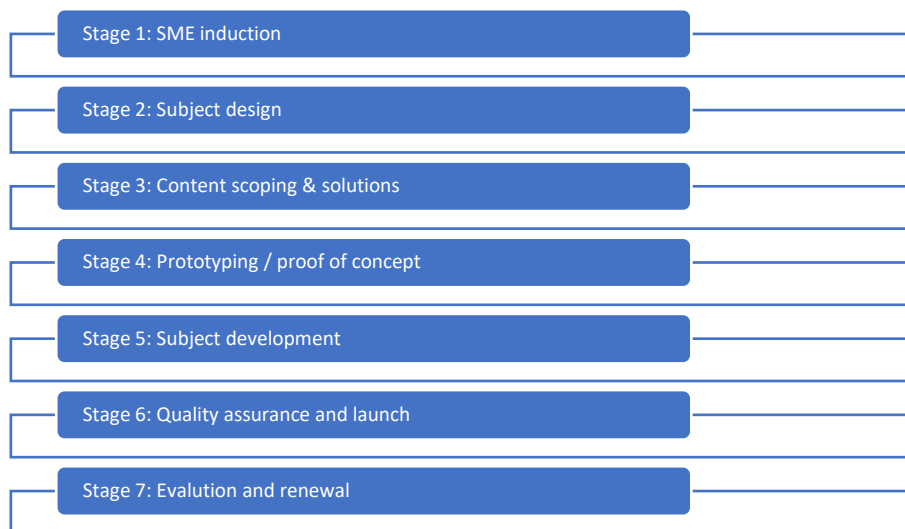 Stage 1: SME induction
Stage 2: Subject design
Stage 3: Content scoping & solutions
Stage 4: Prototyping / proof of concept
Stage 5: Subject development
Stage 6: Quality assurance and launch
Stage 7: Evalution and renewal